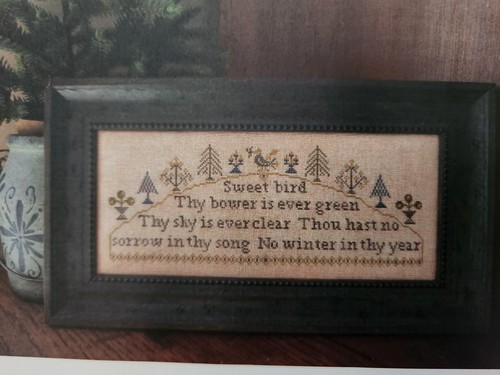 Sweet bird
Thy bower is ever green
Thy sky is ever clear Thou hast no
sorrow in thy song No winter in thy year